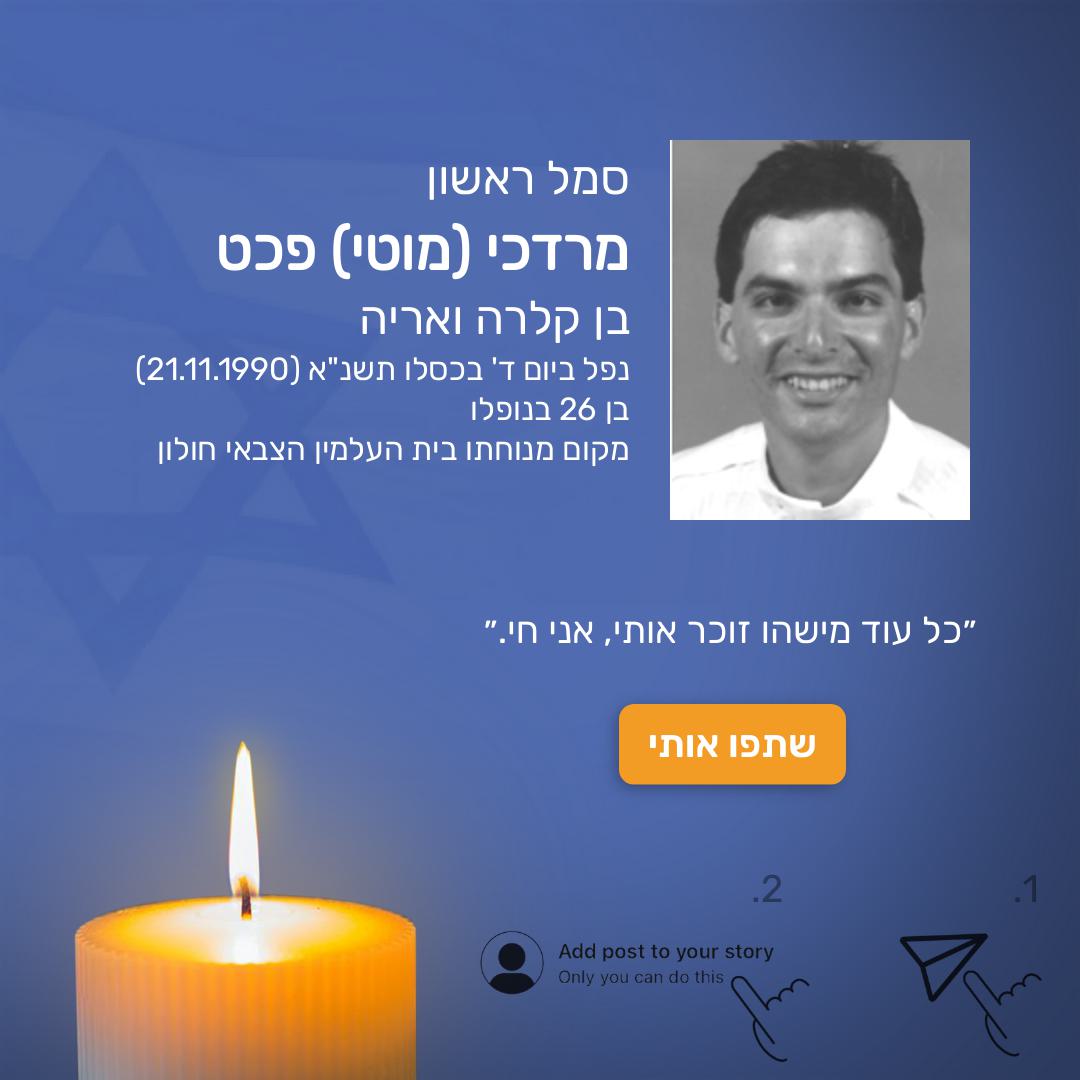 סמל ראשון
מרדכי (מוטי) פכט
בן קלרה ואריה
נפל ביום ד' בכסלו תשנ"א (21.11.1990)
בן 26 בנופלו
מקום מנוחתו בית העלמין הצבאי חולון
״כל עוד מישהו זוכר אותי, אני חי.״
שתפו אותי
.1
.2
Add post to your story
Only you can do this